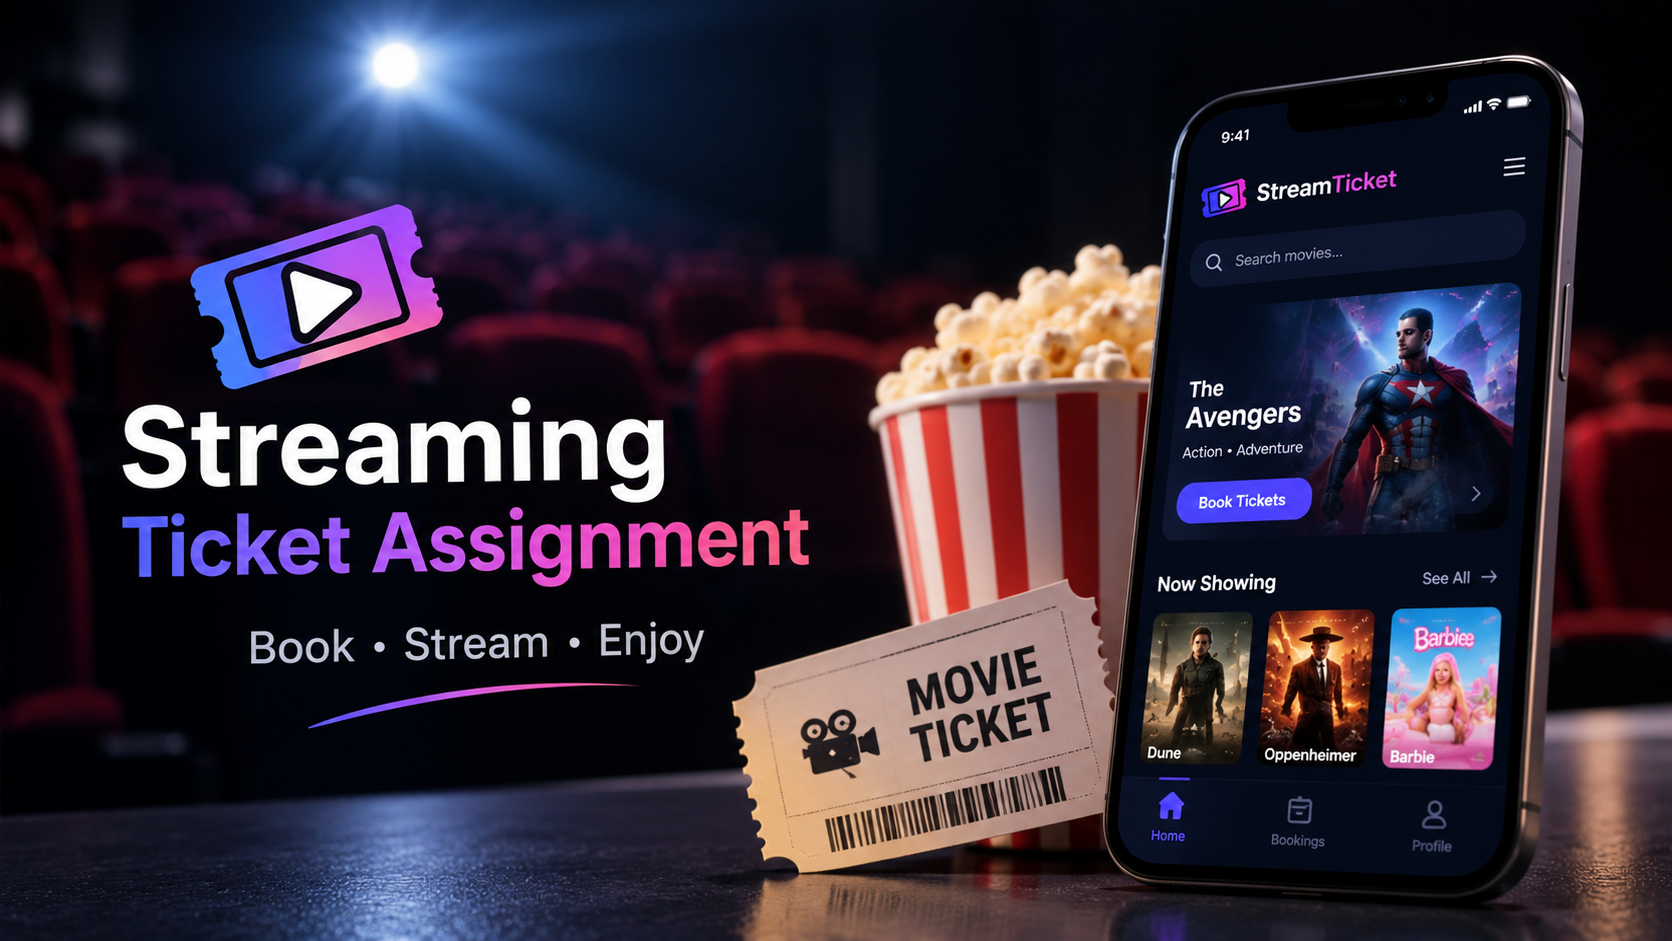 Streaming
Ticket Assignment
Book • Stream • Enjoy
MOVIE
TICKET
9:41
StreamTicket
Search movies...
The
Avengers
Action • Adventure
Book Tickets
Now Showing
See All →
Dune
Oppenheimer
Barbiee
Barbie
Home
Bookings
Profile